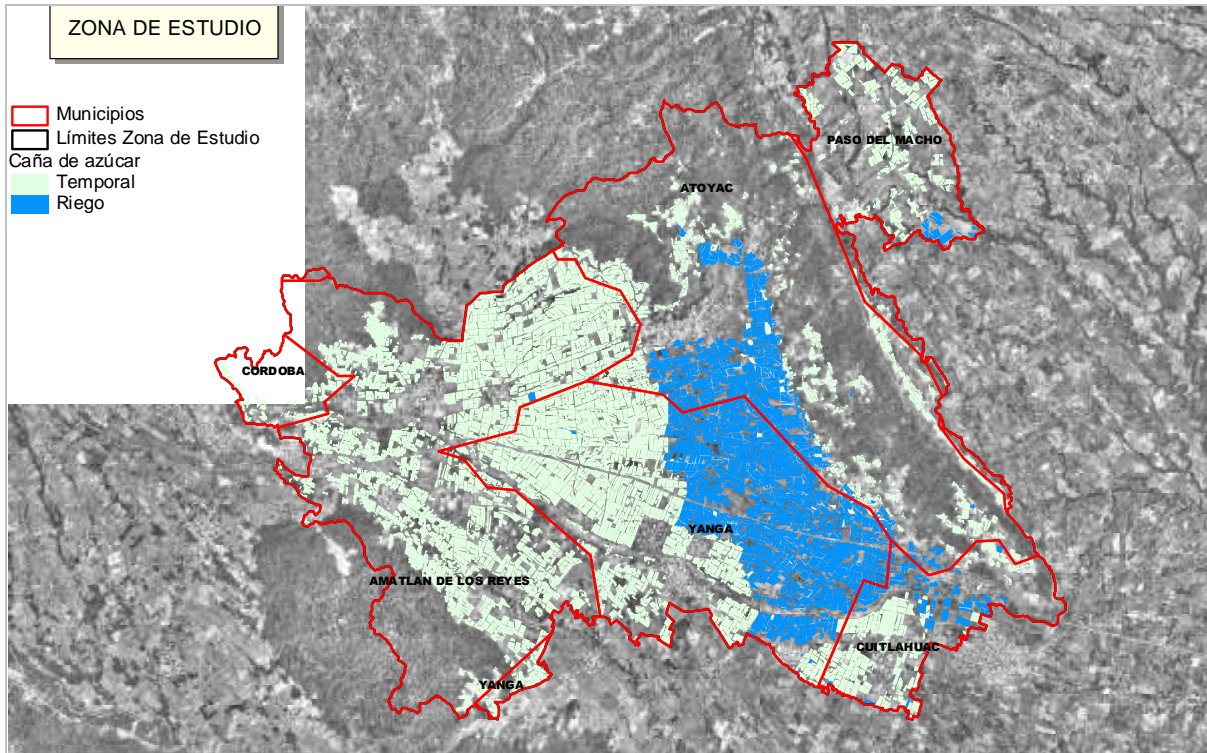 ZONA DE ESTUDIO
Municipios
Límites Zona de Estudio
Caña de azúcar
Temporal
Riego
PASO DEL MACHO
ATOYAC
CORDOBA
YANGA
AMATLAN DE LOS REYES
CUITLAHUAC
YANGA